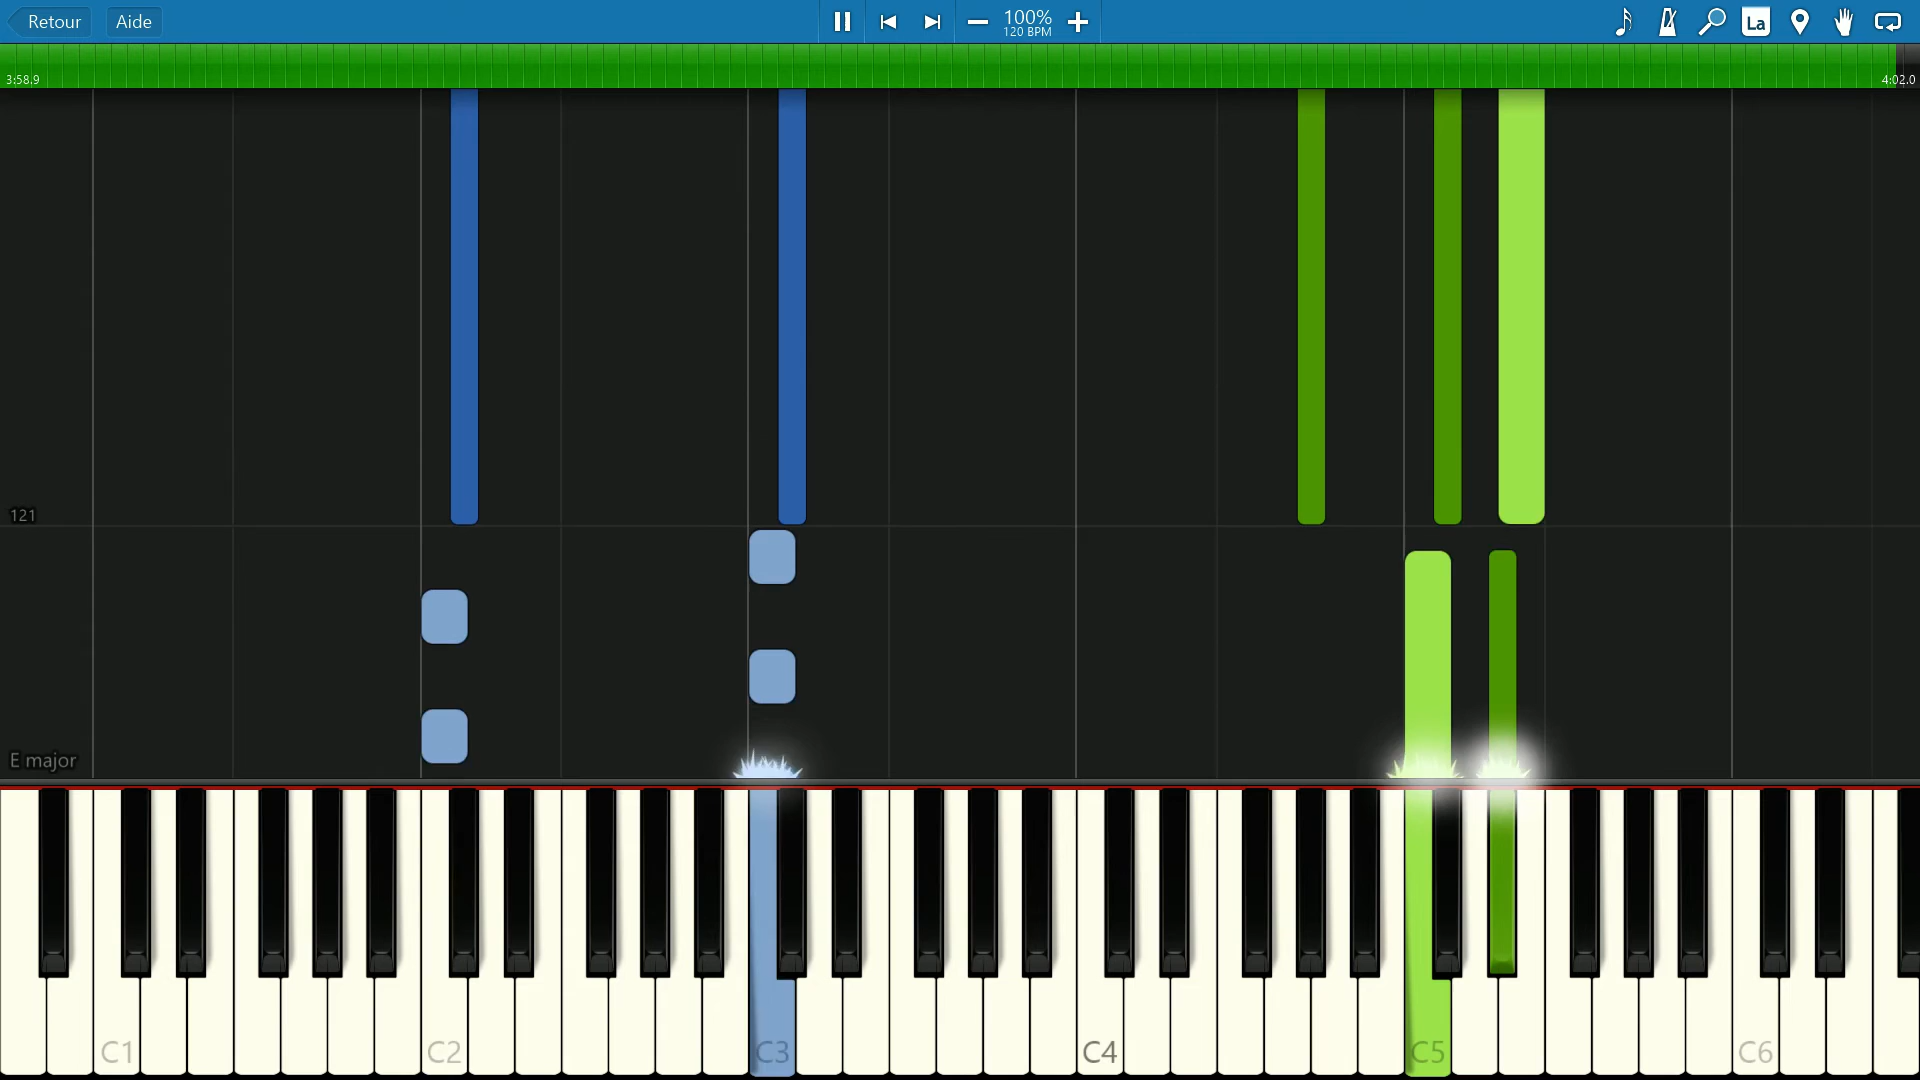 Retour
Aide
100%
120 BPM
La
3:58.9
4:02.0
121
E major
C1
C2
C3
C4
C5
C6